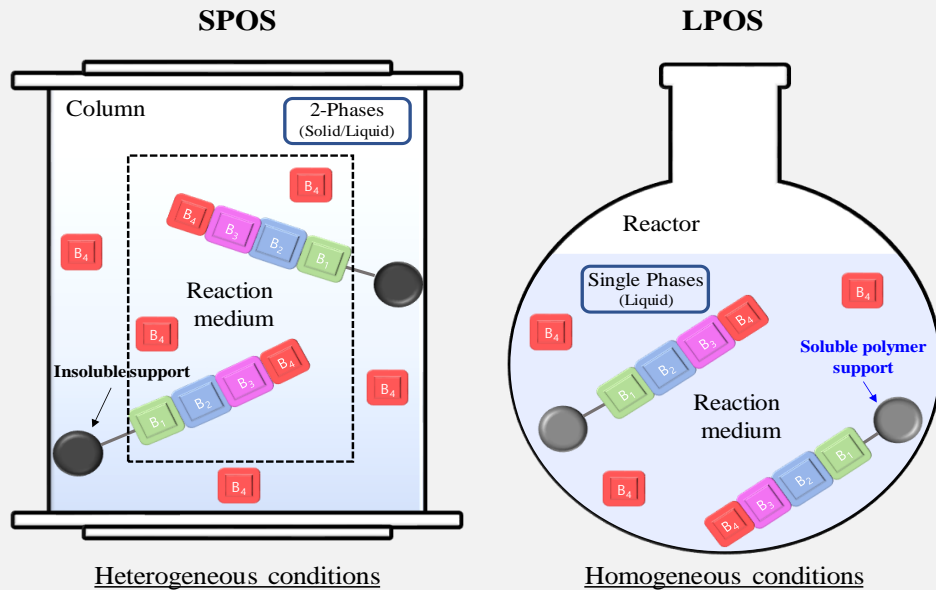 SPOS
Column
2-Phases
(Solid/Liquid)
B4
B4
B3
B2
B1
B4
Reaction
medium
B4
Insoluble support
B4
B3
B2
B1
B4
B4
Heterogeneous conditions
LPOS
Reactor
Single Phases
(Liquid)
B4
B4
B4
B3
B2
B1
Soluble polymer
support
Reaction
medium
B1
B2
B3
B4
B4
Homogeneous conditions